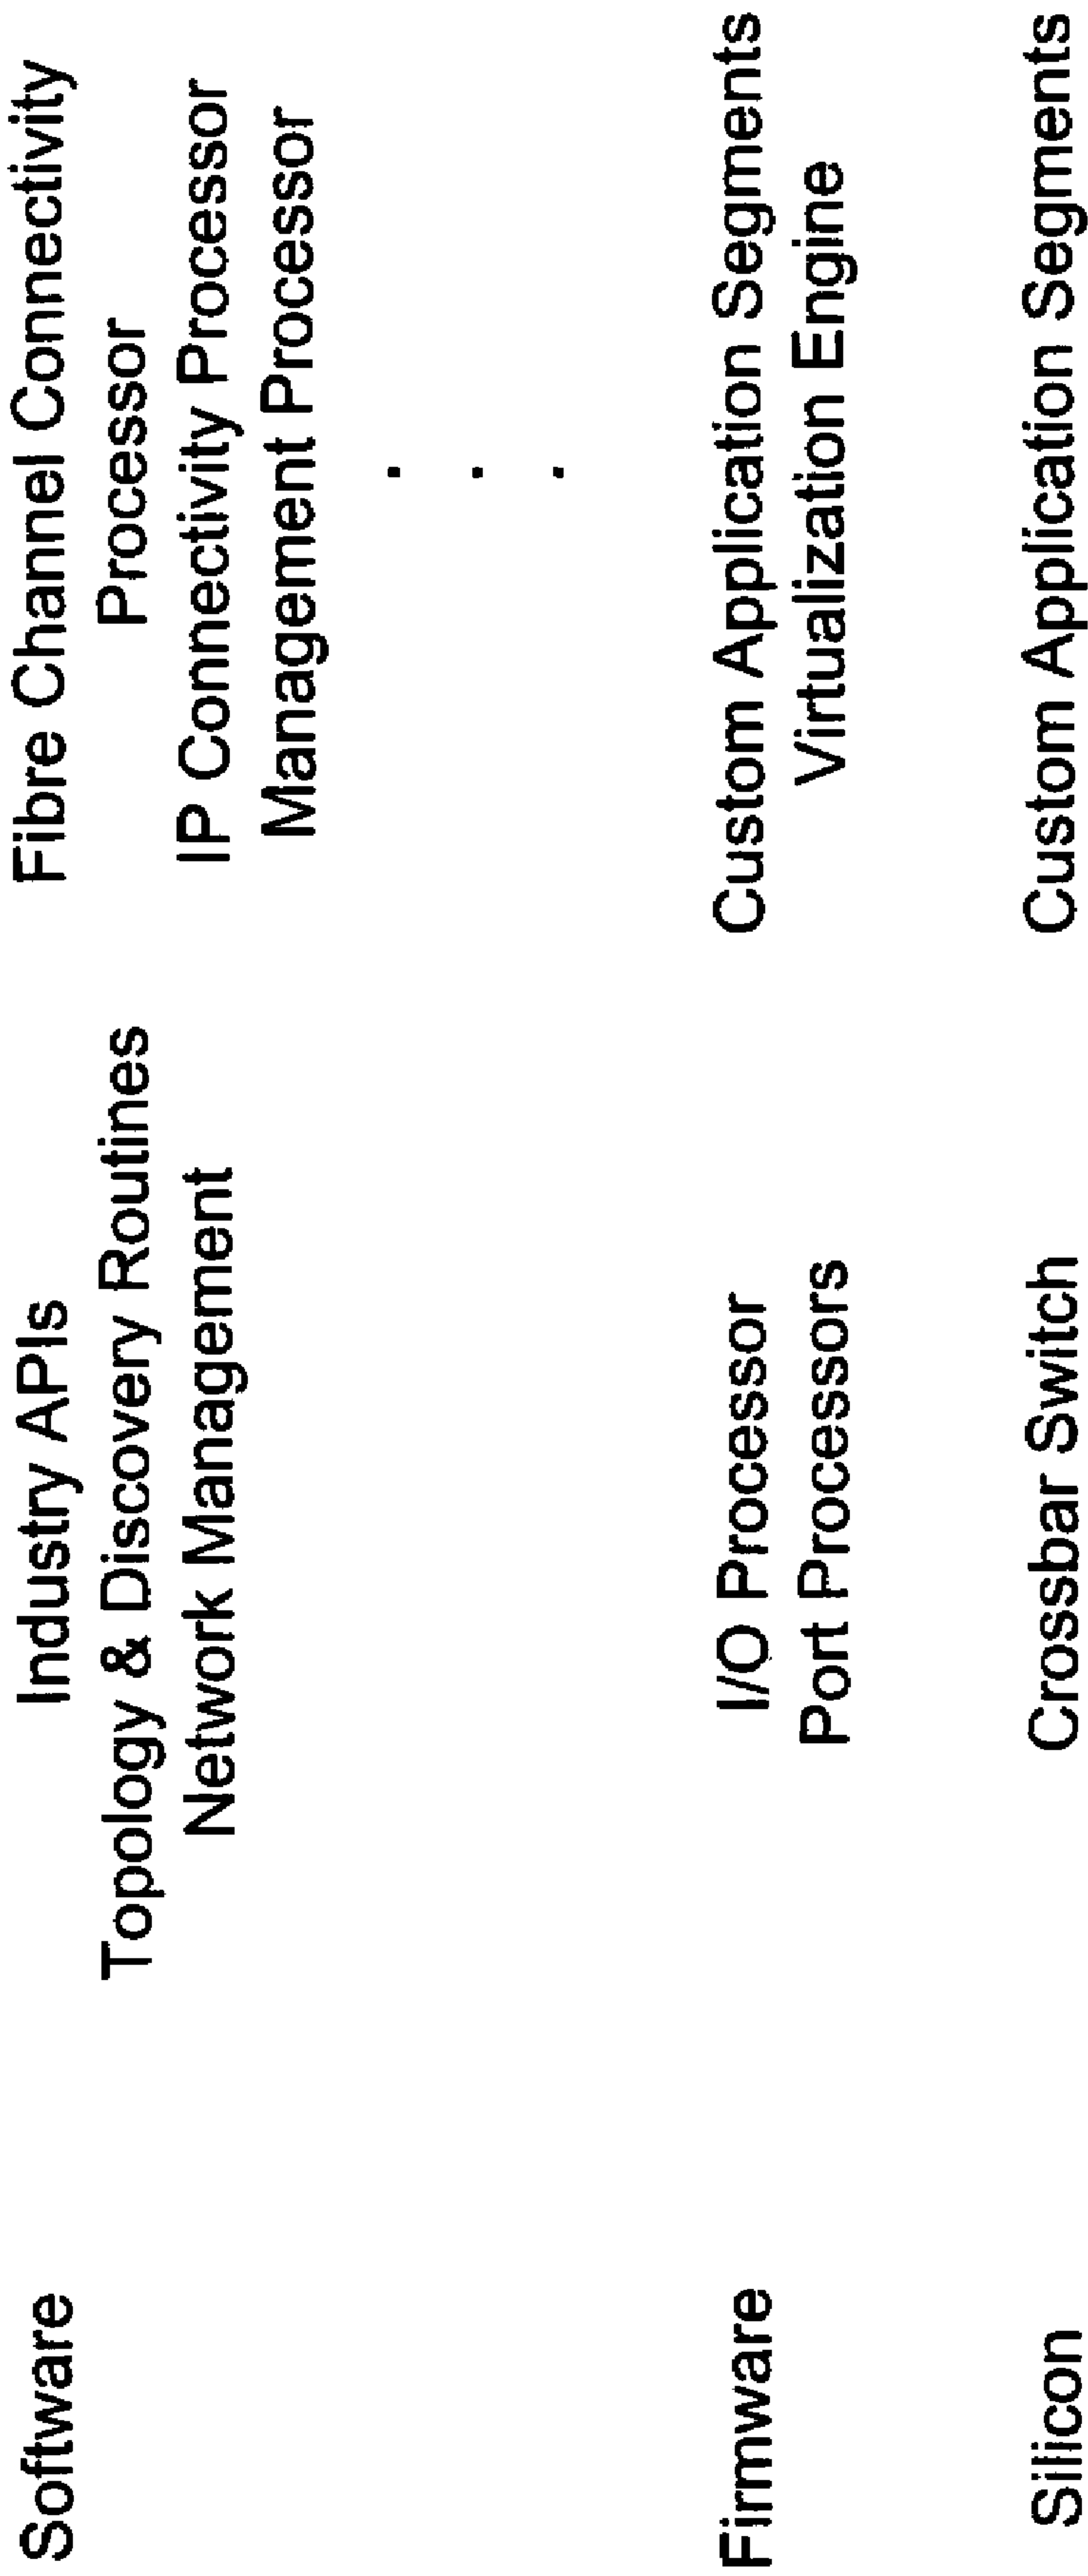 Software
Industry APIs
Topology & Discovery Routines
Network Management
Fibre Channel Connectivity
Processor
IP Connectivity Processor
Management Processor
.
.
.
Firmware
I/O Processor
Port Processors
Custom Application Segments
Virtualization Engine
Silicon
Crossbar Switch
Custom Application Segments